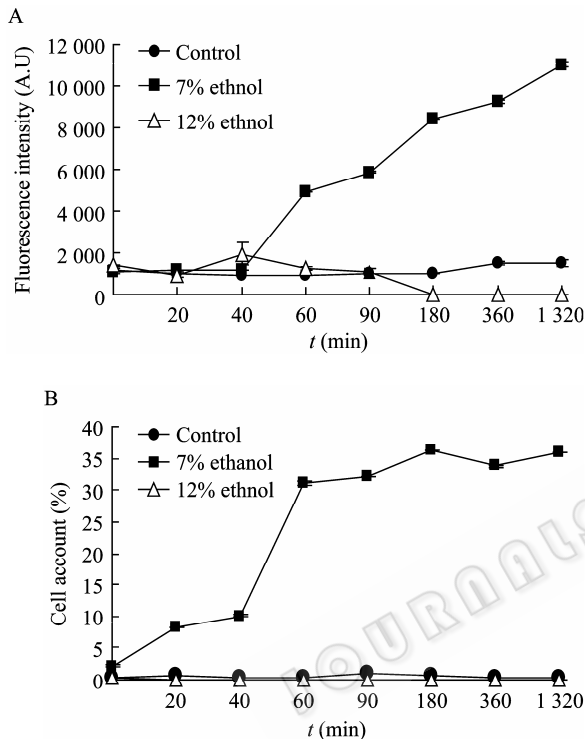 A
Fluorescence intensity (A.U)
12 000
10 000
8 000
6 000
4 000
2 000
0
Control
7% ethnol
12% ethnol
20 40 60 90 180 360 1 320
t (min)
B
Cell account (%)
40
35
30
25
20
15
10
5
0
Control
7% ethanol
12% ethnol
20 40 60 90 180 360 1 320
t (min)
JOURNALS